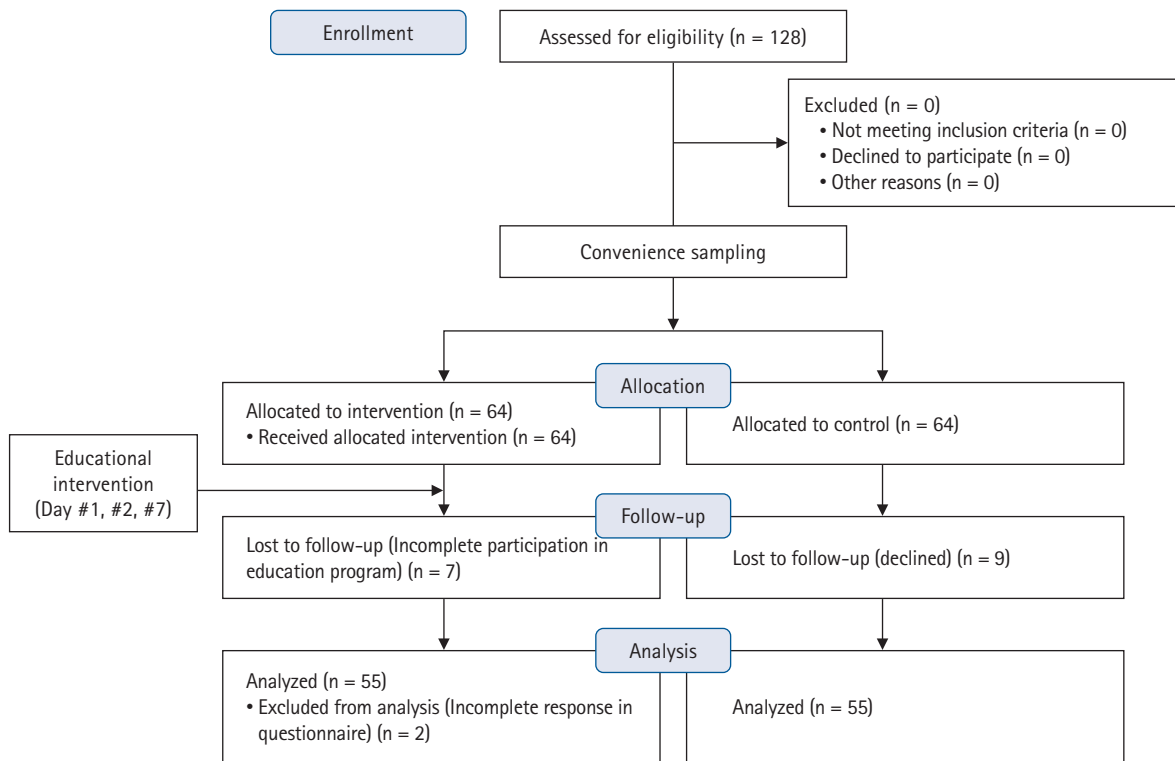 Enrollment
Assessed for eligibility (n = 128)
Excluded (n = 0)
• Not meeting inclusion criteria (n = 0)
• Declined to participate (n = 0)
• Other reasons (n = 0)
Convenience sampling
Allocation
Allocated to intervention (n = 64)
• Received allocated intervention (n = 64)
Allocated to control (n = 64)
Educational
intervention
(Day #1, #2, #7)
Follow-up
Lost to follow-up (Incomplete participation in
education program) (n = 7)
Lost to follow-up (declined) (n = 9)
Analysis
Analyzed (n = 55)
• Excluded from analysis (Incomplete response in
questionnaire) (n = 2)
Analyzed (n = 55)